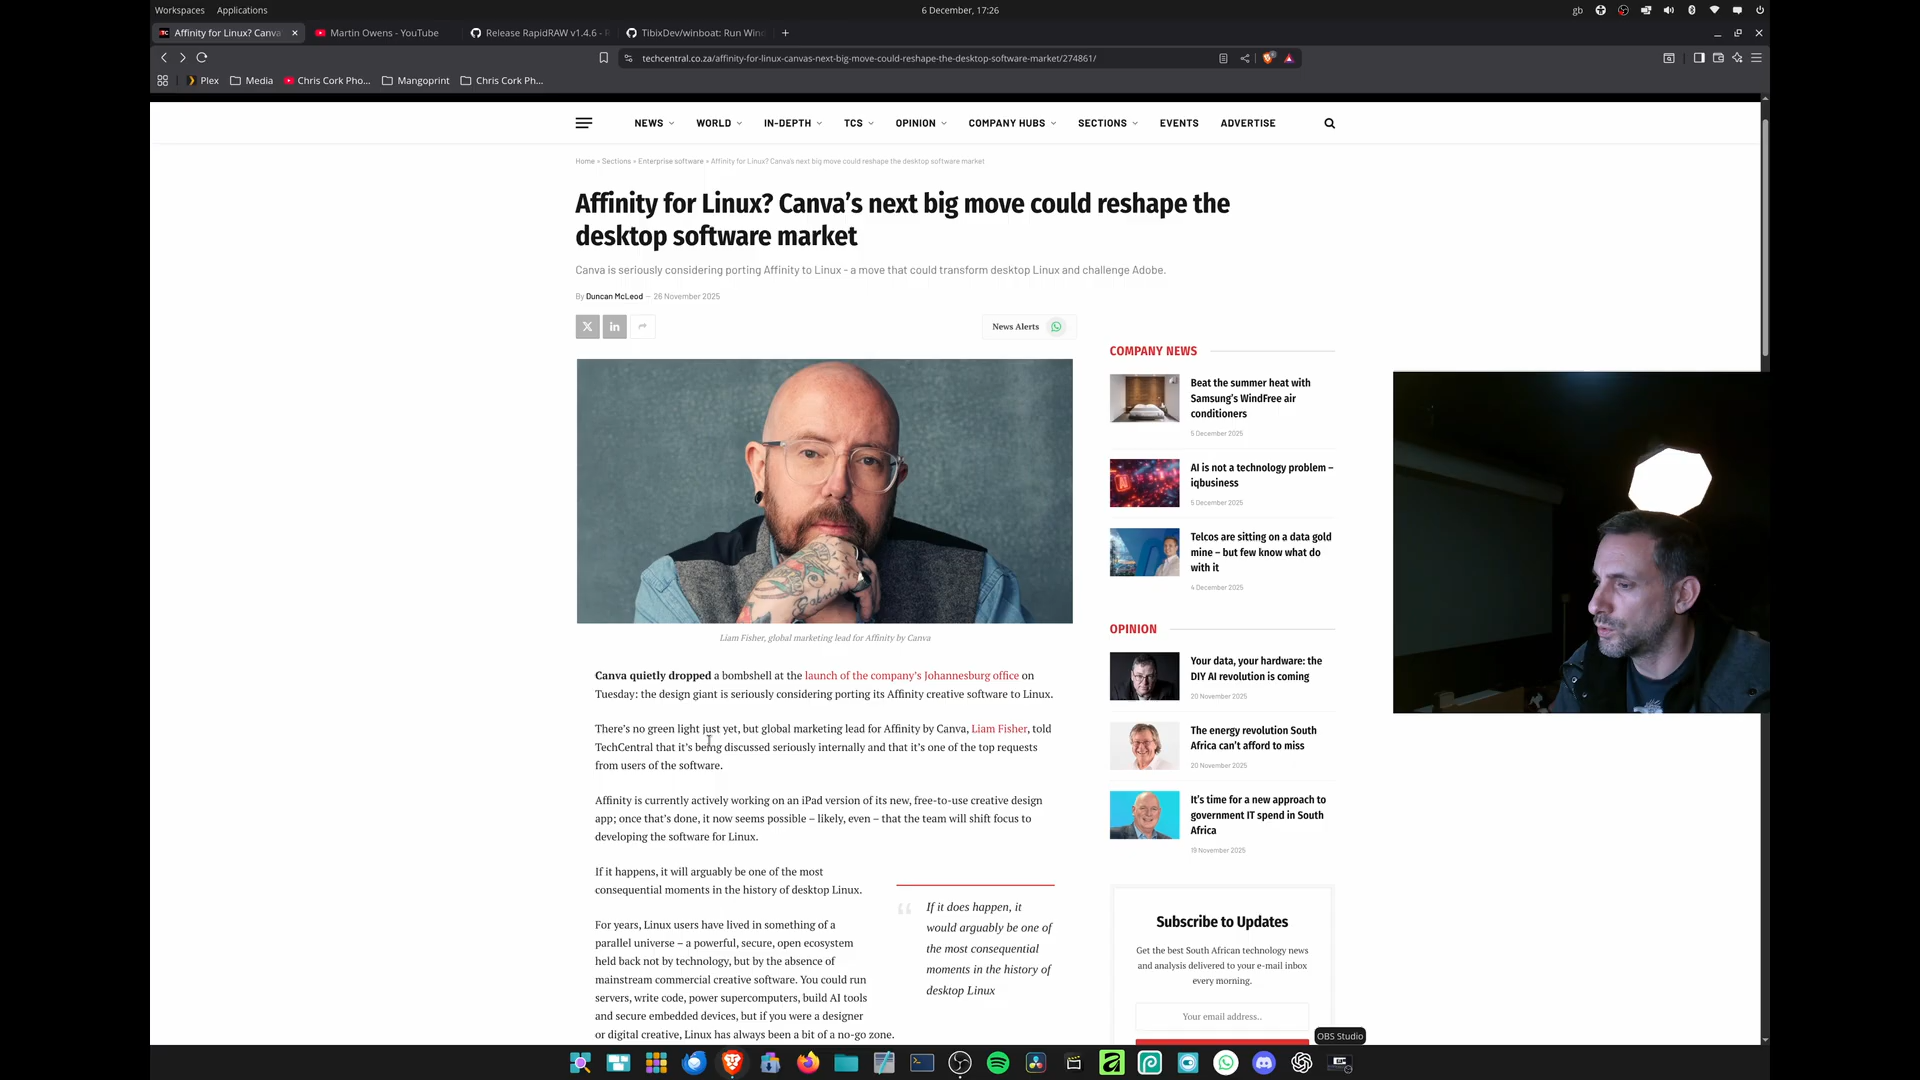 Workspaces Applications
6 December, 17:26
gb
Affinity for Linux? Canva
Martin Owens - YouTube
Release RapidRAW v1.4.6 - R
TibixDev/winboat: Run Wind
techcentral.co.za/affinity-for-linux-canvas-next-big-move-could-reshape-the-desktop-software-market/274861/
Plex
Media
Chris Cork Pho...
Mangoprint
Chris Cork Ph...
NEWS
WORLD
IN-DEPTH
TCS
OPINION
COMPANY HUBS
SECTIONS
EVENTS
ADVERTISE
Home » Sections » Enterprise software » Affinity for Linux? Canva's next big move could reshape the desktop software market
Affinity for Linux? Canva’s next big move could reshape the
desktop software market
Canva is seriously considering porting Affinity to Linux - a move that could transform desktop Linux and challenge Adobe.
By Duncan McLeod — 26 November 2025
News Alerts
Liam Fisher, global marketing lead for Affinity by Canva
Canva quietly dropped a bombshell at the launch of the company’s Johannesburg office on
Tuesday: the design giant is seriously considering porting its Affinity creative software to Linux.
There’s no green light just yet, but global marketing lead for Affinity by Canva, Liam Fisher, told
TechCentral that it’s being discussed seriously internally and that it’s one of the top requests
from users of the software.
Affinity is currently actively working on an iPad version of its new, free-to-use creative design
app; once that’s done, it now seems possible – likely, even – that the team will shift focus to
developing the software for Linux.
If it happens, it will arguably be one of the most
consequential moments in the history of desktop Linux.
For years, Linux users have lived in something of a
parallel universe – a powerful, secure, open ecosystem
held back not by technology, but by the absence of
mainstream commercial creative software. You could run
servers, write code, power supercomputers, build AI tools
and secure embedded devices, but if you were a designer
or digital creative, Linux has always been a bit of a no-go zone.
If it does happen, it
would arguably be one of
the most consequential
moments in the history of
desktop Linux
COMPANY NEWS
Beat the summer heat with
Samsung’s WindFree air
conditioners
5 December 2025
AI is not a technology problem –
iqbusiness
5 December 2025
Telcos are sitting on a data gold
mine – but few know what do
with it
4 December 2025
OPINION
Your data, your hardware: the
DIY AI revolution is coming
20 November 2025
The energy revolution South
Africa can’t afford to miss
20 November 2025
It’s time for a new approach to
government IT spend in South
Africa
19 November 2025
Subscribe to Updates
Get the best South African technology news
and analysis delivered to your e-mail inbox
every morning.
Your email address..
OBS Studio